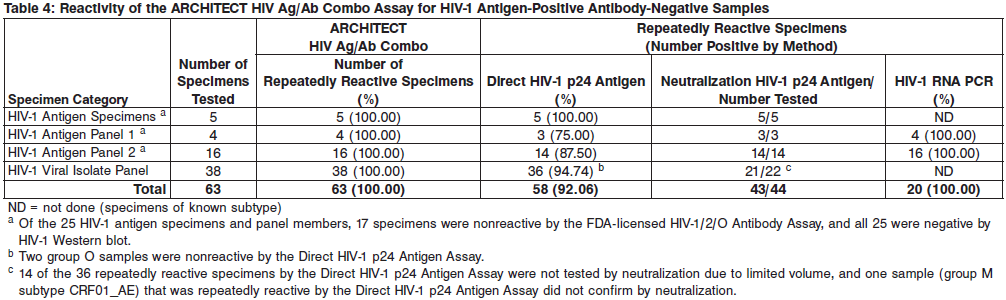 Table 4: Reactivity of the ARCHITECT HIV Ag/Ab Combo Assay for HIV-1 Antigen-Positive Antibody-Negative Samples
ARCHITECT HIV Ag/Ab Combo
Repeatedly Reactive Specimens (Number Positive by Method)
Specimen Category | Number of Specimens Tested | Number of Repeatedly Reactive Specimens (%) | Direct HIV-1 p24 Antigen (%) | Neutralization HIV-1 p24 Antigen/ Number Tested | HIV-1 RNA PCR (%)
HIV-1 Antigen Specimens a | 5 | 5 (100.00) | 5 (100.00) | 5/5 | ND
HIV-1 Antigen Panel 1 a | 4 | 4 (100.00) | 3 (75.00) | 3/3 | 4 (100.00)
HIV-1 Antigen Panel 2 a | 16 | 16 (100.00) | 14 (87.50) | 14/14 | 16 (100.00)
HIV-1 Viral Isolate Panel | 38 | 38 (100.00) | 36 (94.74) b | 21/22 c | ND
Total | 63 | 63 (100.00) | 58 (92.06) | 43/44 | 20 (100.00)
ND = not done (specimens of known subtype)
a Of the 25 HIV-1 antigen specimens and panel members, 17 specimens were nonreactive by the FDA-licensed HIV-1/2/O Antibody Assay, and all 25 were negative by
HIV-1 Western blot.
b Two group O samples were nonreactive by the Direct HIV-1 p24 Antigen Assay.
c 14 of the 36 repeatedly reactive specimens by the Direct HIV-1 p24 Antigen Assay were not tested by neutralization due to limited volume, and one sample (group M
subtype CRF01_AE) that was repeatedly reactive by the Direct HIV-1 p24 Antigen Assay did not confirm by neutralization.